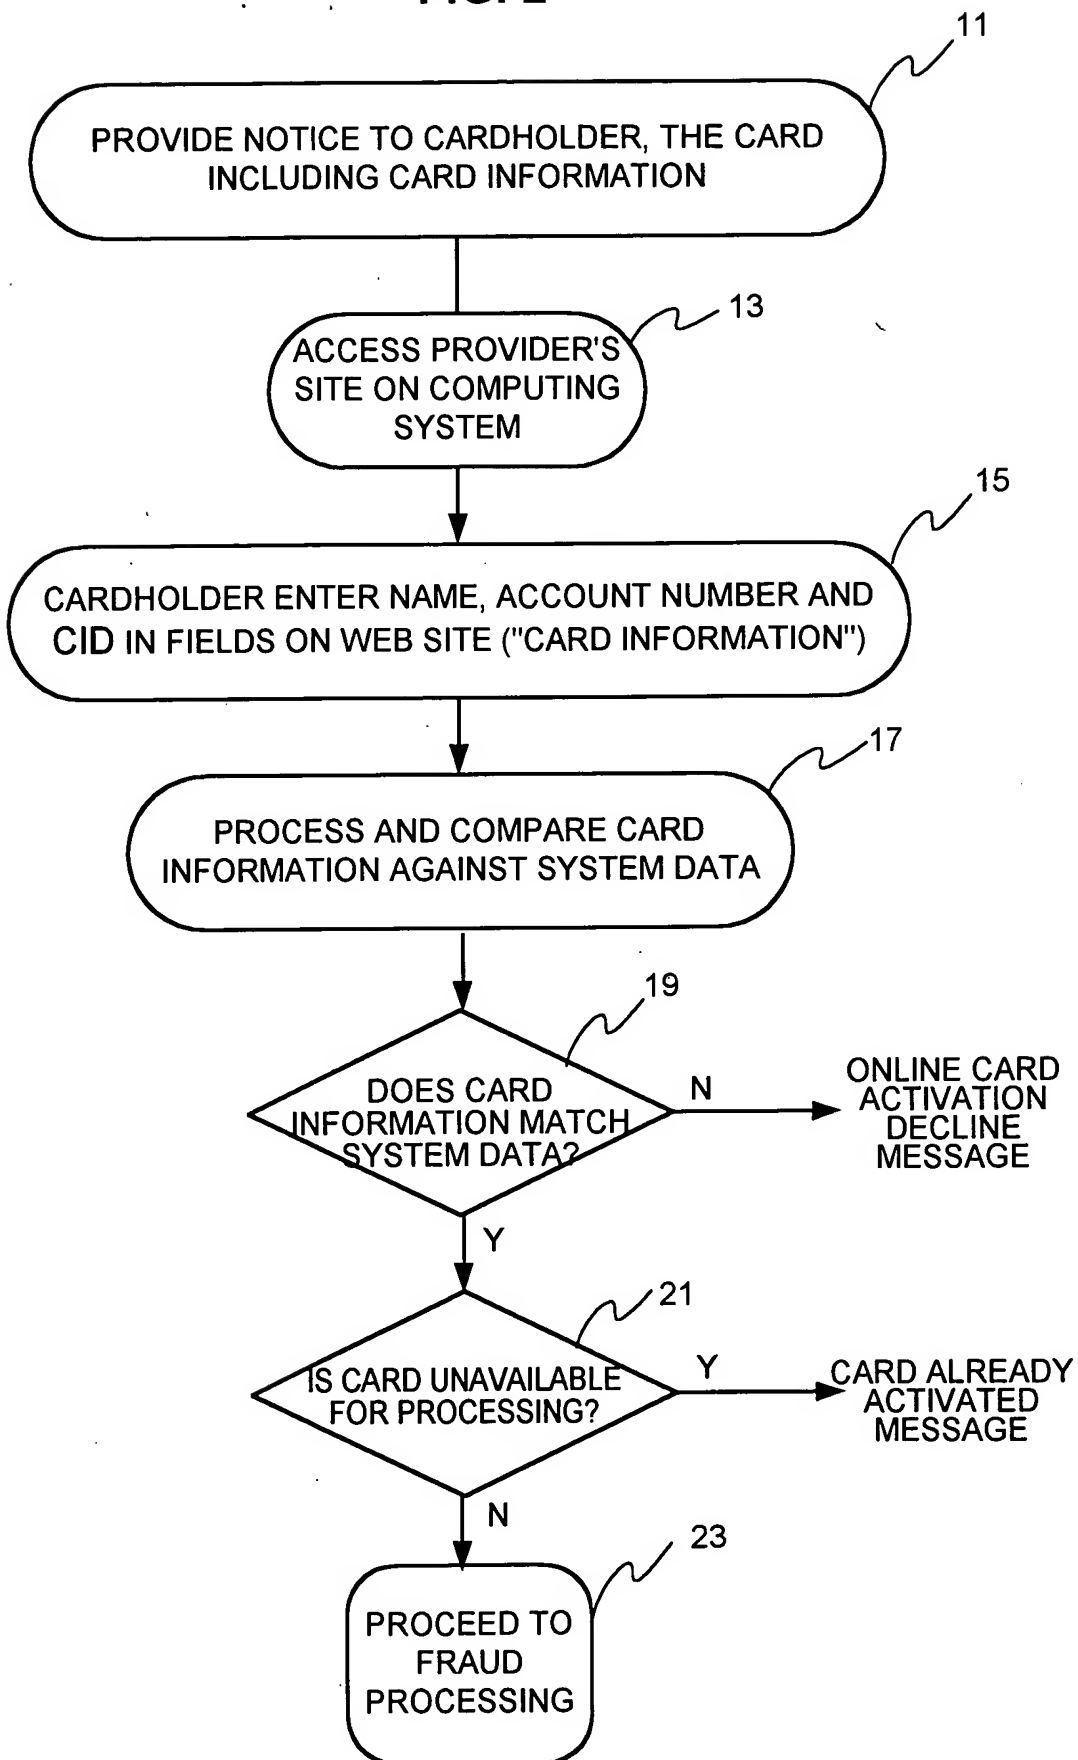 11
PROVIDE NOTICE TO CARDHOLDER, THE CARD
INCLUDING CARD INFORMATION
13
ACCESS PROVIDER'S
SITE ON COMPUTING
SYSTEM
15
CARDHOLDER ENTER NAME, ACCOUNT NUMBER AND
CID IN FIELDS ON WEB SITE ("CARD INFORMATION")
17
PROCESS AND COMPARE CARD
INFORMATION AGAINST SYSTEM DATA
19
DOES CARD
INFORMATION MATCH
SYSTEM DATA?
N
ONLINE CARD
ACTIVATION
DECLINE
MESSAGE
Y
21
IS CARD UNAVAILABLE
FOR PROCESSING?
Y
CARD ALREADY
ACTIVATED
MESSAGE
N
23
PROCEED TO
FRAUD
PROCESSING